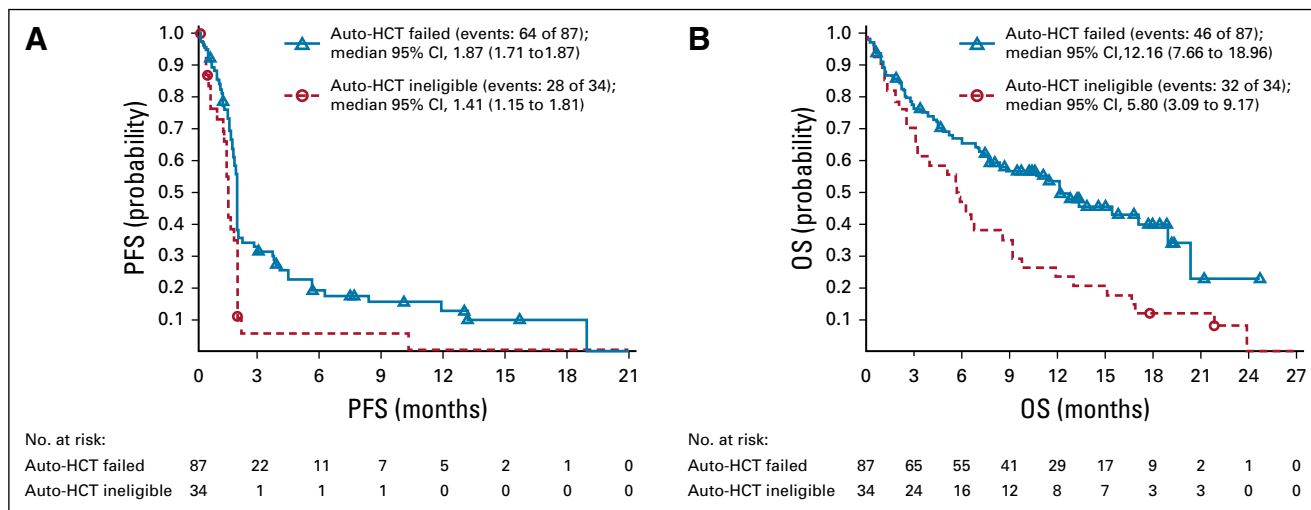 A
Auto-HCT failed (events: 64 of 87);
median 95% CI, 1.87 (1.71 to1.87)
Auto-HCT ineligible (events: 28 of 34);
median 95% CI, 1.41 (1.15 to 1.81)
PFS (probability)
1.0
0.9
0.8
0.7
0.6
0.5
0.4
0.3
0.2
0.1
0 3 6 9 12 15 18 21
PFS (months)
No. at risk:
Auto-HCT failed 87 22 11 7 5 2 1 0
Auto-HCT ineligible 34 1 1 1 0 0 0 0
B
Auto-HCT failed (events: 46 of 87);
median 95% CI,12.16 (7.66 to 18.96)
Auto-HCT ineligible (events: 32 of 34);
median 95% CI, 5.80 (3.09 to 9.17)
OS (probability)
1.0
0.9
0.8
0.7
0.6
0.5
0.4
0.3
0.2
0.1
0 3 6 9 12 15 18 21 24 27
OS (months)
No. at risk:
Auto-HCT failed 87 65 55 41 29 17 9 2 1 0
Auto-HCT ineligible 34 24 16 12 8 7 3 3 0 0